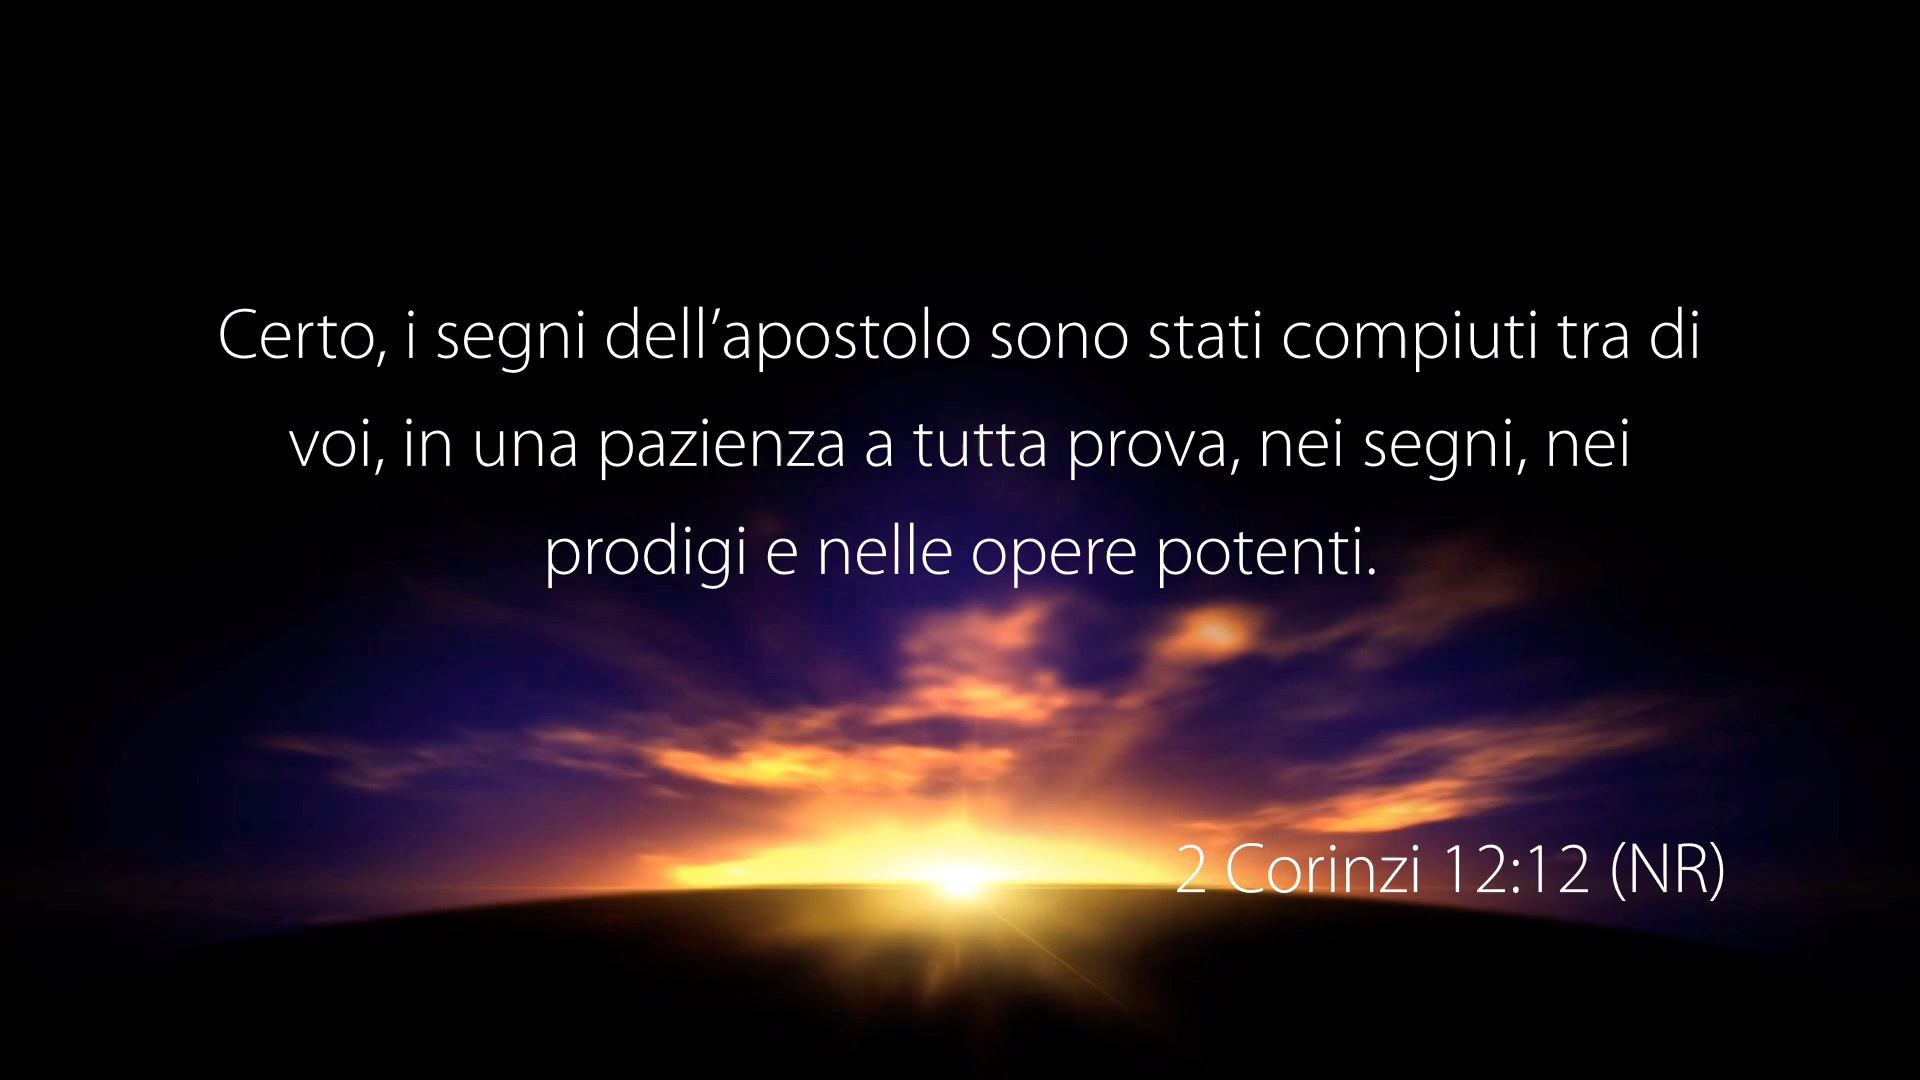 Certo, i segni dell’apostolo sono stati compiuti tra di
voi, in una pazienza a tutta prova, nei segni, nei
prodigi e nelle opere potenti.
2 Corinzi 12:12 (NR)